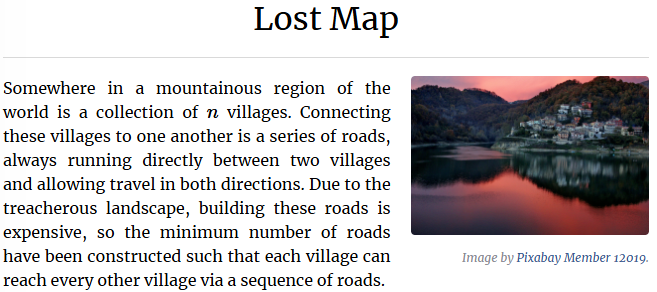 Lost Map
Somewhere in a mountainous region of the
world is a collection of n villages. Connecting
these villages to one another is a series of roads,
always running directly between two villages
and allowing travel in both directions. Due to the
treacherous landscape, building these roads is
expensive, so the minimum number of roads
have been constructed such that each village can
reach every other village via a sequence of roads.
Image by Pixabay Member 12019.